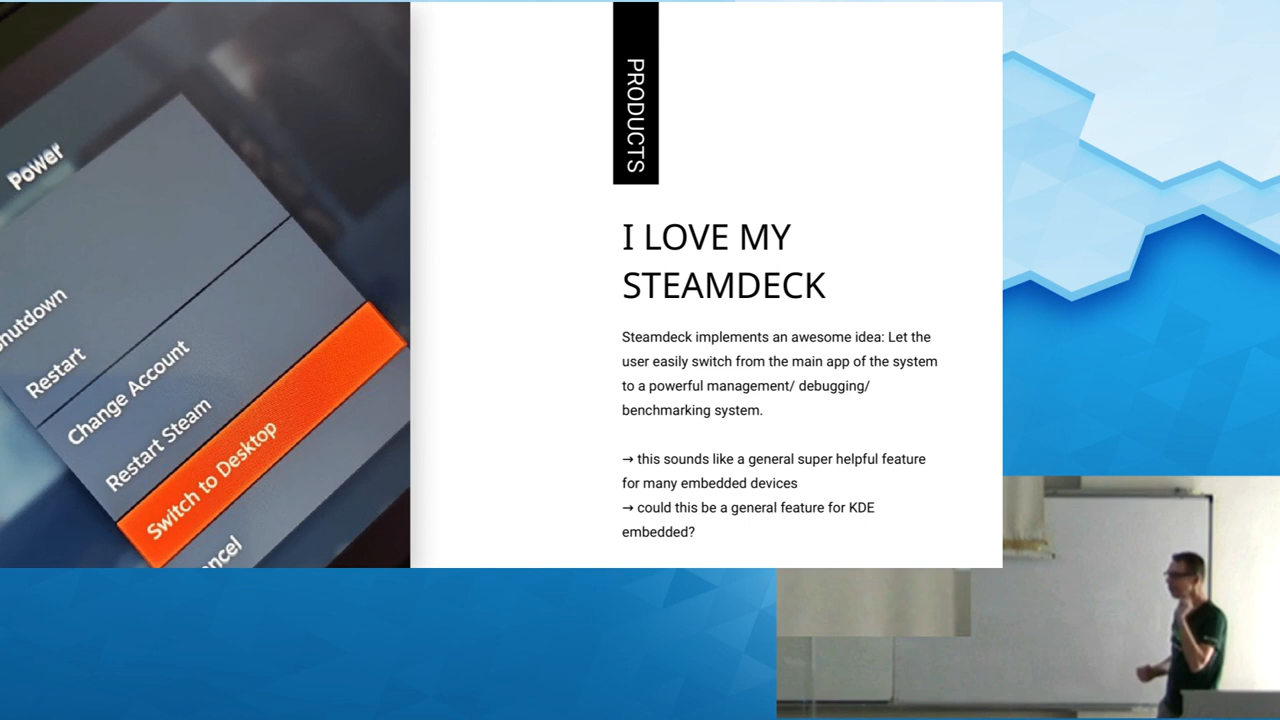 Power
Shutdown
Restart
Change Account
Restart Steam
Switch to Desktop
ncel
PRODUCTS
I LOVE MY
STEAMDECK
Steamdeck implements an awesome idea: Let the
user easily switch from the main app of the system
to a powerful management/ debugging/
benchmarking system.
→ this sounds like a general super helpful feature
for many embedded devices
→ could this be a general feature for KDE
embedded?